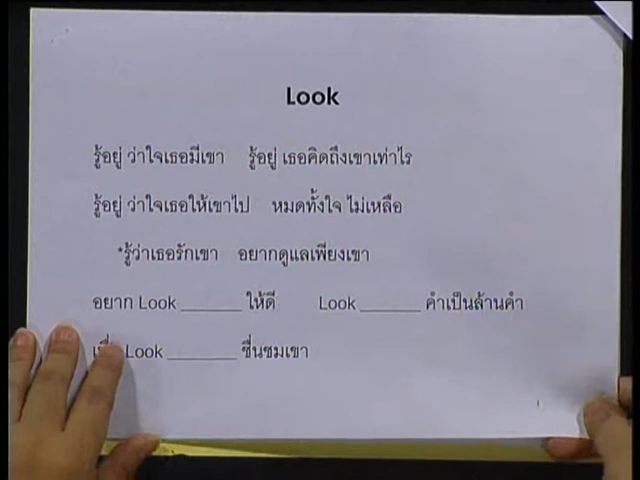 Look
รู้อยู่ ว่าใจเธอมีเขา รู้อยู่ เธอคิดถึงเขาเท่าไร
รู้อยู่ ว่าใจเธอให้เขาไป หมดทั้งใจ ไม่เหลือ
*รู้ว่าเธอรักเขา อยากดูแลเพียงเขา
อยาก Look ______ ให้ดี Look ______ คำเป็นล้านคำ
Look _______ ชื่นชมเขา